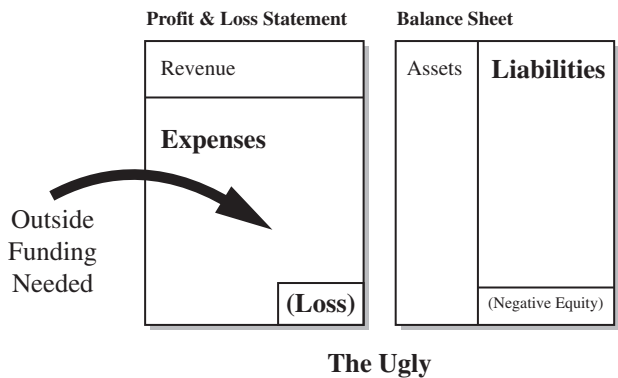 Profit & Loss Statement
Balance Sheet
Revenue
Expenses
Outside
Funding
Needed
(Loss)
Assets
Liabilities
(Negative Equity)
The Ugly